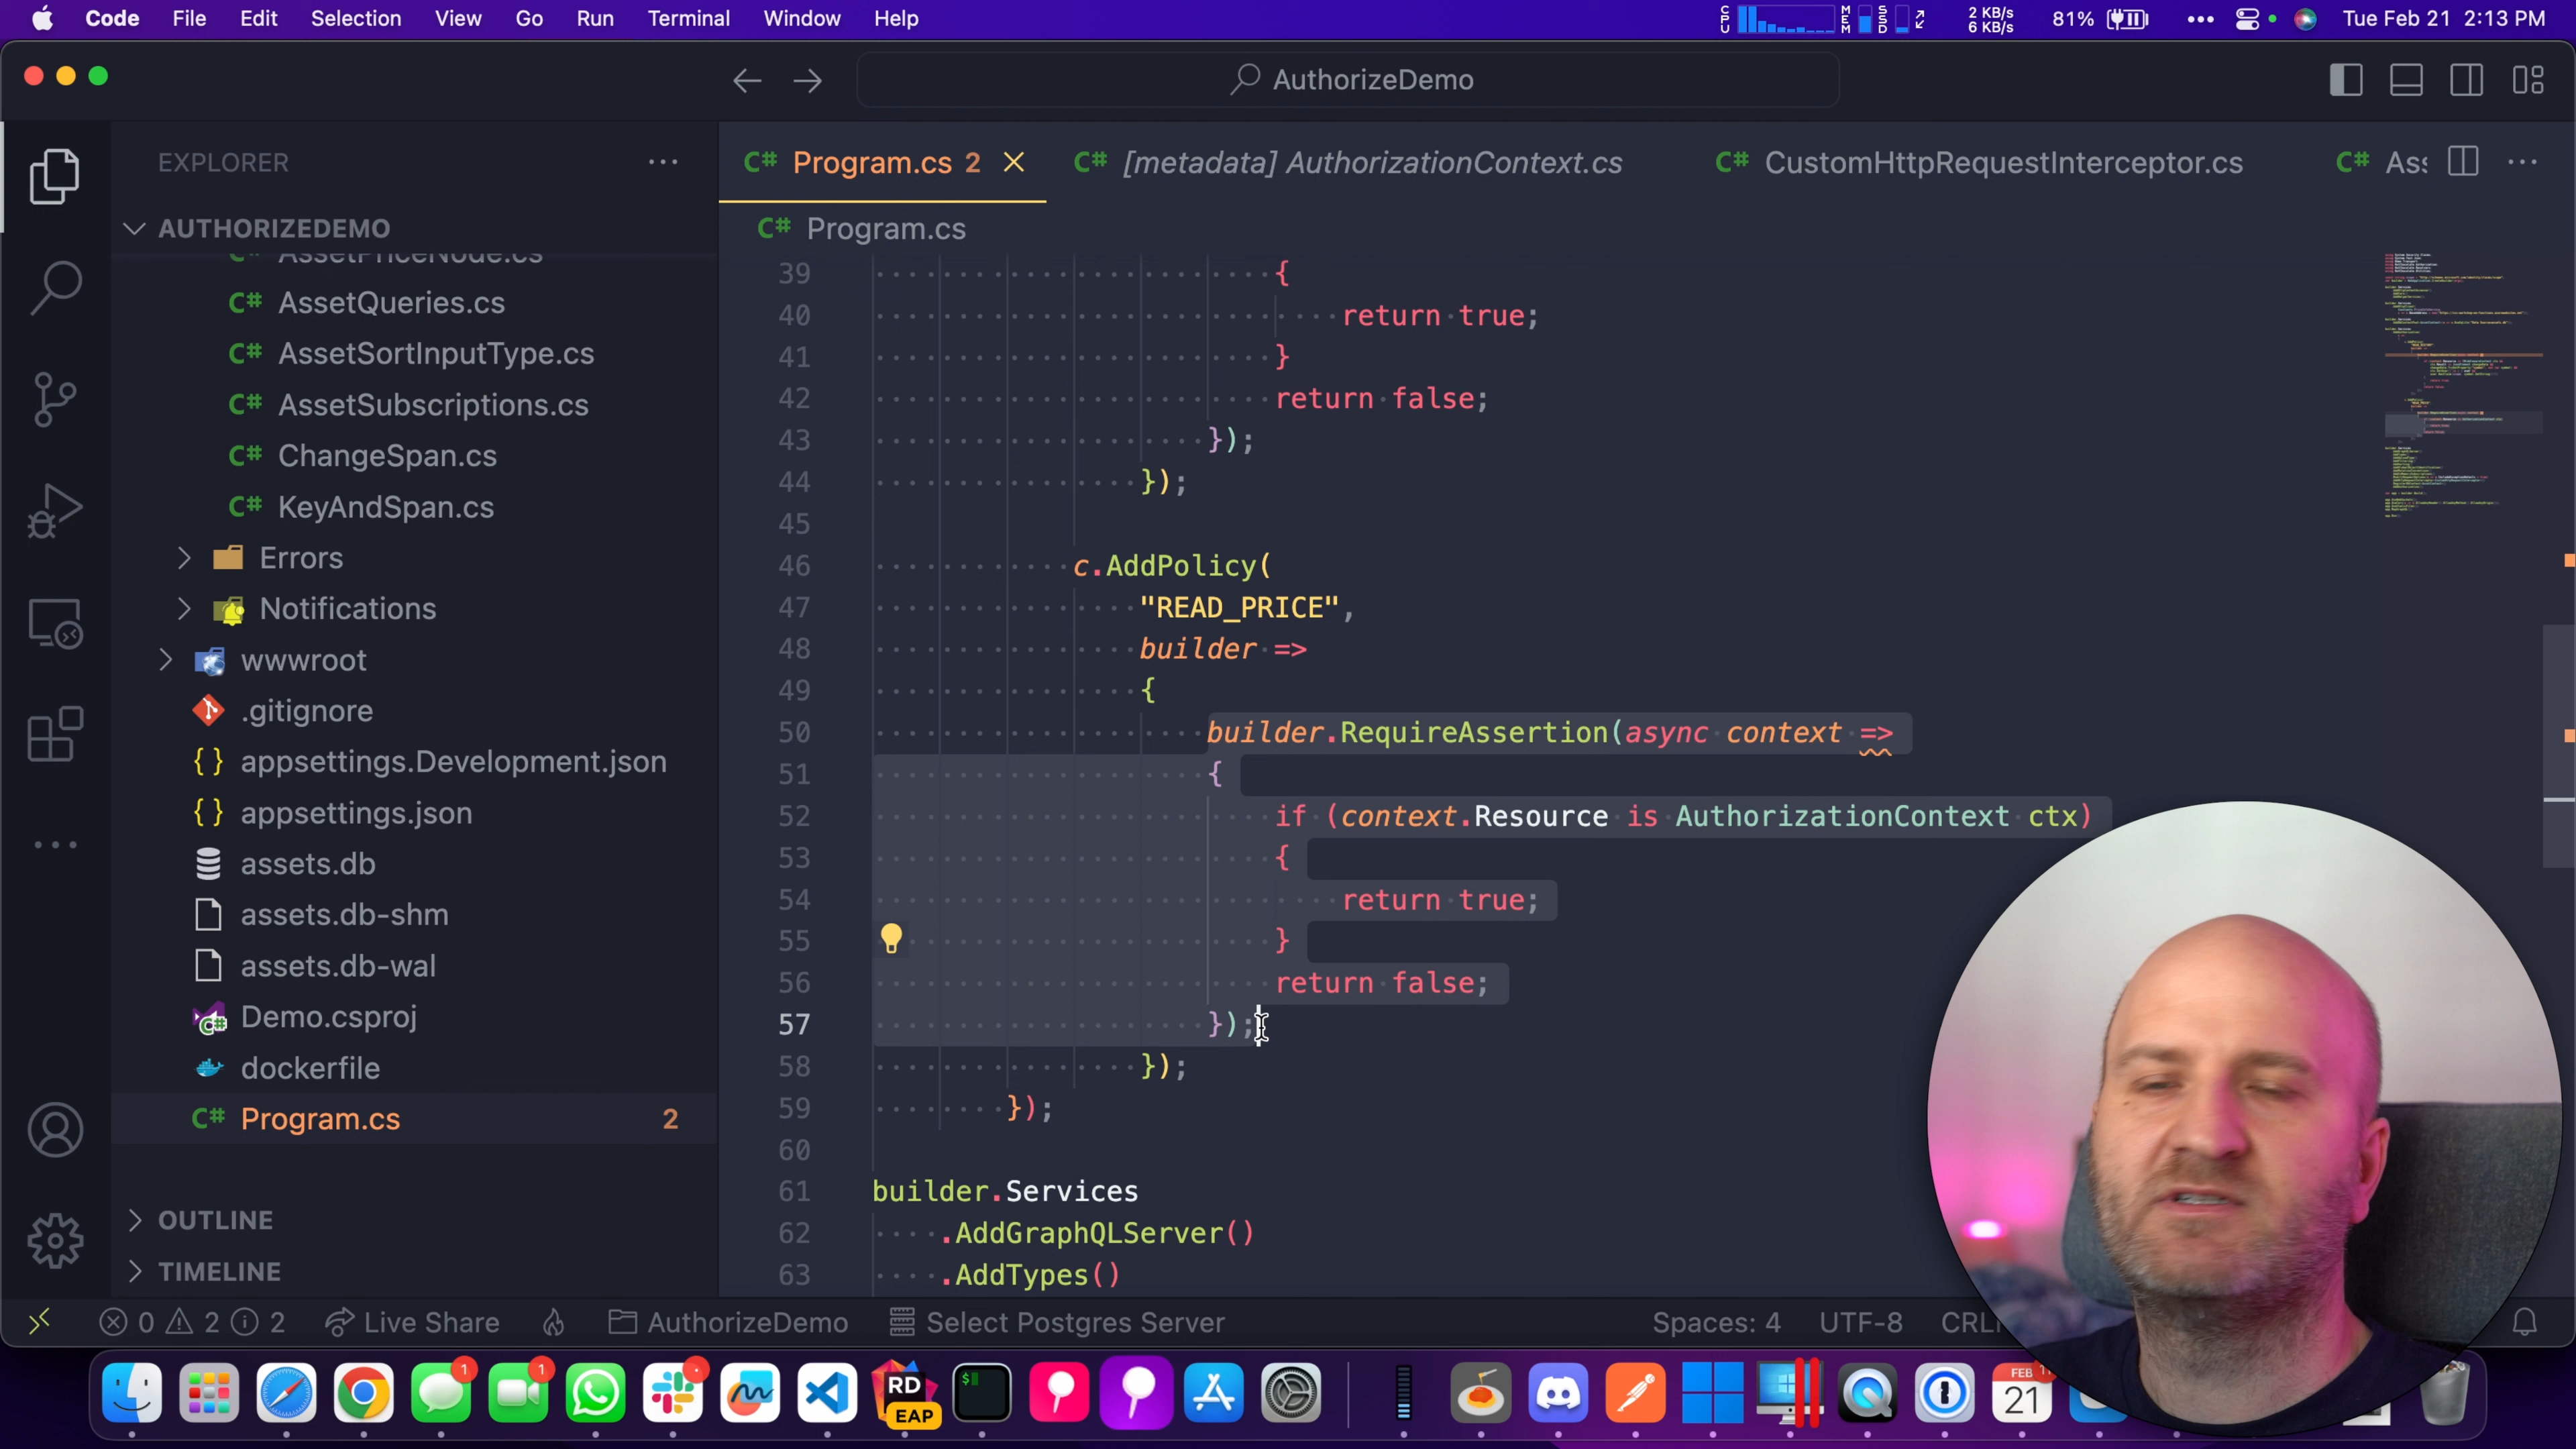 Code File Edit Selection View Go Run Terminal Window Help
CPU MEM SSD 2 KB/s 6 KB/s 81% Tue Feb 21 2:13 PM
AuthorizeDemo
EXPLORER
AUTHORIZEDEMO
AssetPriceNode.cs
C# AssetQueries.cs
C# AssetSortInputType.cs
C# AssetSubscriptions.cs
C# ChangeSpan.cs
C# KeyAndSpan.cs
Errors
Notifications
wwwroot
.gitignore
{ } appsettings.Development.json
{ } appsettings.json
assets.db
assets.db-shm
assets.db-wal
Demo.csproj
dockerfile
C# Program.cs 2
OUTLINE
TIMELINE
C# Program.cs 2 C# [metadata] AuthorizationContext.cs C# CustomHttpRequestInterceptor.cs C#
C# Program.cs
39 {
40 return true;
41 }
42 return false;
43 });
44 });
45
46 c.AddPolicy(
47 "READ_PRICE",
48 builder =>
49 {
50 builder.RequireAssertion(async context =>
51 {
52 if (context.Resource is AuthorizationContext ctx)
53 {
54 return true;
55 }
56 return false;
57 });
58 });
59 });
60
61 builder.Services
62 .AddGraphQLServer()
63 .AddTypes()
0 2 2 Live Share AuthorizeDemo Select Postgres Server Spaces: 4 UTF-8
1 1 RD EAP $ FEB 21